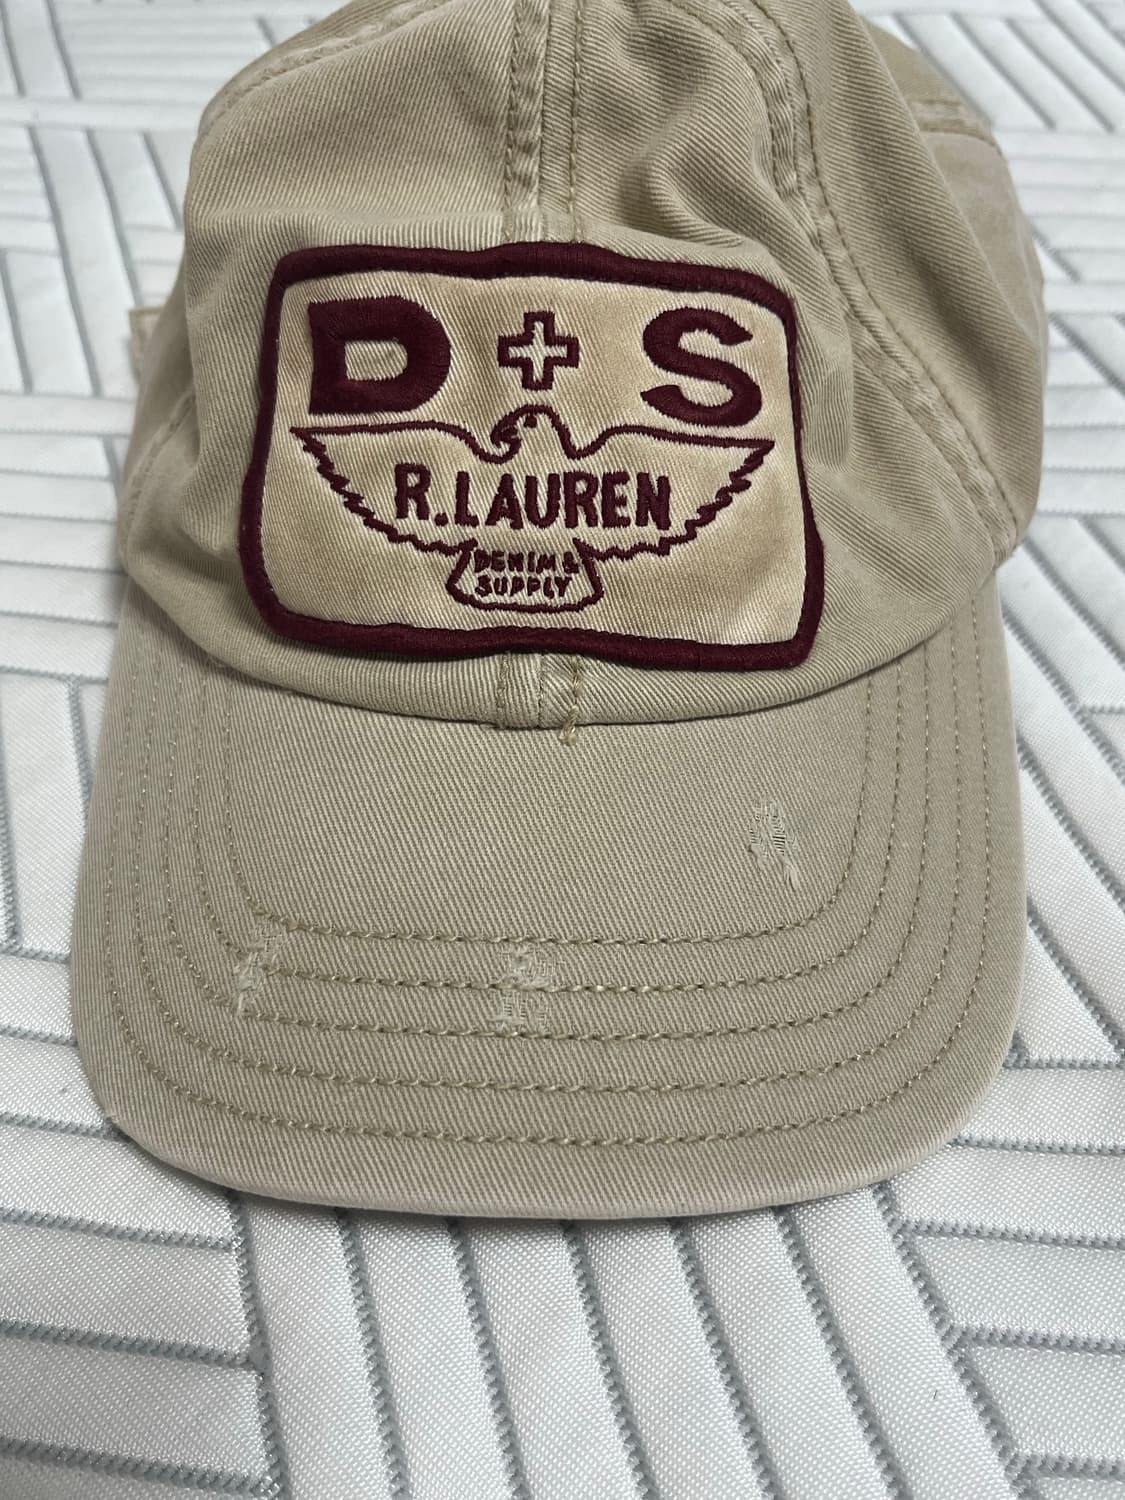 D + S
R.LAUREN
DENIM &
SUPPLY